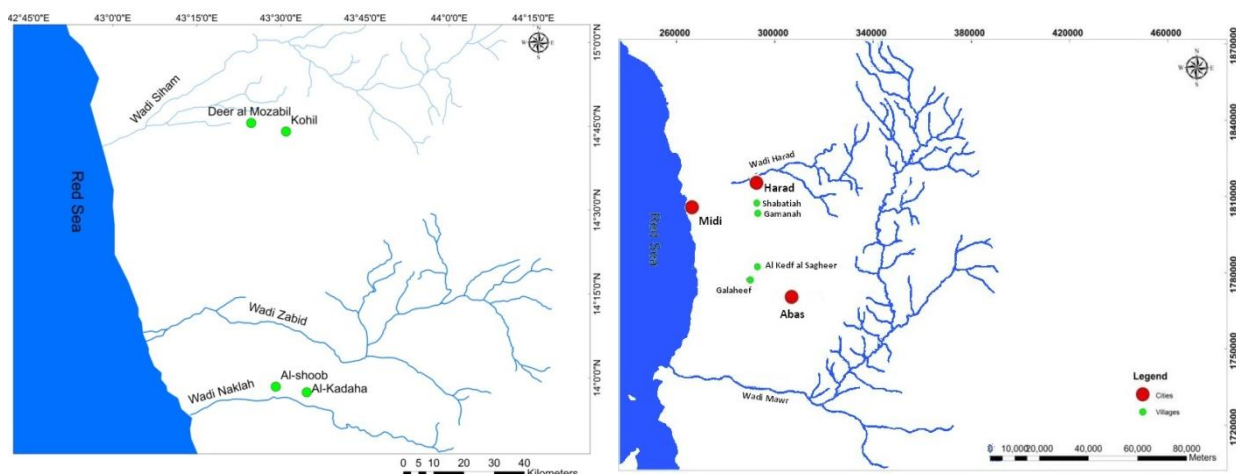 42°45'0"E 43°0'0"E 43°30'0"E 43°45'0"E 44°0'0"E 44°15'0"E
15°0'0"N
Wadi Siham
Deer al Mozabil
Kohil
14°45'0"N
Red Sea
14°30'0"N
14°15'0"N
Wadi Zabid
Al-shoob
Al-Kadaha
14°0'0"N
Wadi Naklah
0 5 10 20 30 40
Kilometers
260000 300000 340000 380000 420000 460000
1870000
1840000
Wadi Harad
Harad
Shabatiah
Gamanah
1810000
Midi
Red Sea
Al Kedf al Sagheer
1780000
Galaheef
Abas
1750000
Wadi Mawr
Legend
Cities
Villages
1720000
0 10,000 20,000 40,000 60,000 80,000
Meters